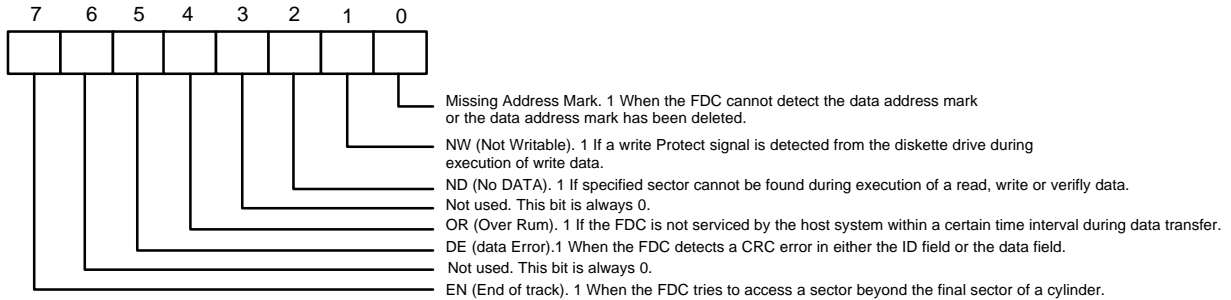 7 6 5 4 3 2 1 0
Missing Address Mark. 1 When the FDC cannot detect the data address mark
or the data address mark has been deleted.
NW (Not Writable). 1 If a write Protect signal is detected from the diskette drive during
execution of write data.
ND (No DATA). 1 If specified sector cannot be found during execution of a read, write or verifly data.
Not used. This bit is always 0.
OR (Over Rum). 1 If the FDC is not serviced by the host system within a certain time interval during data transfer.
DE (data Error).1 When the FDC detects a CRC error in either the ID field or the data field.
Not used. This bit is always 0.
EN (End of track). 1 When the FDC tries to access a sector beyond the final sector of a cylinder.